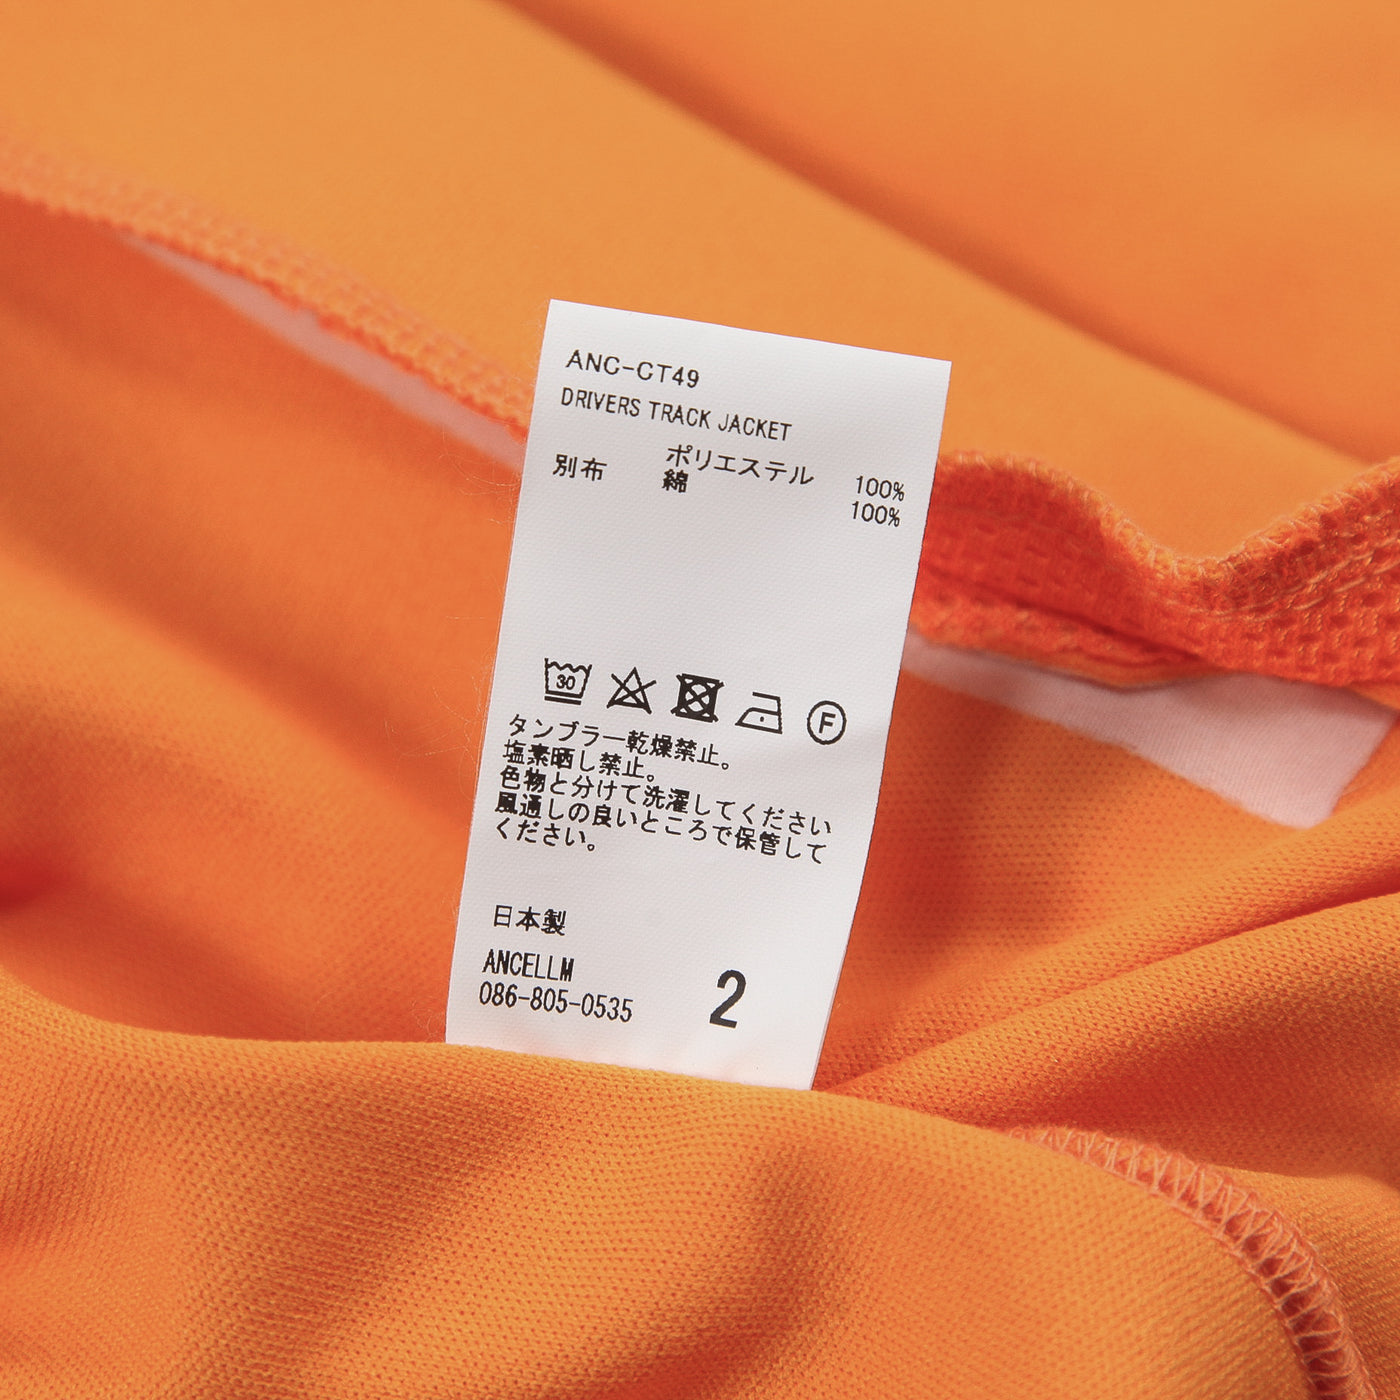 ANC-CT49
DRIVERS TRACK JACKET
ポリエステル 100%
別布 綿 100%
30
F
タンブラー乾燥禁止。
塩素晒し禁止。
色物と分けて洗濯してください
風通しの良いところで保管して
ください。
日本製
ANCELLM
086-805-0535
2